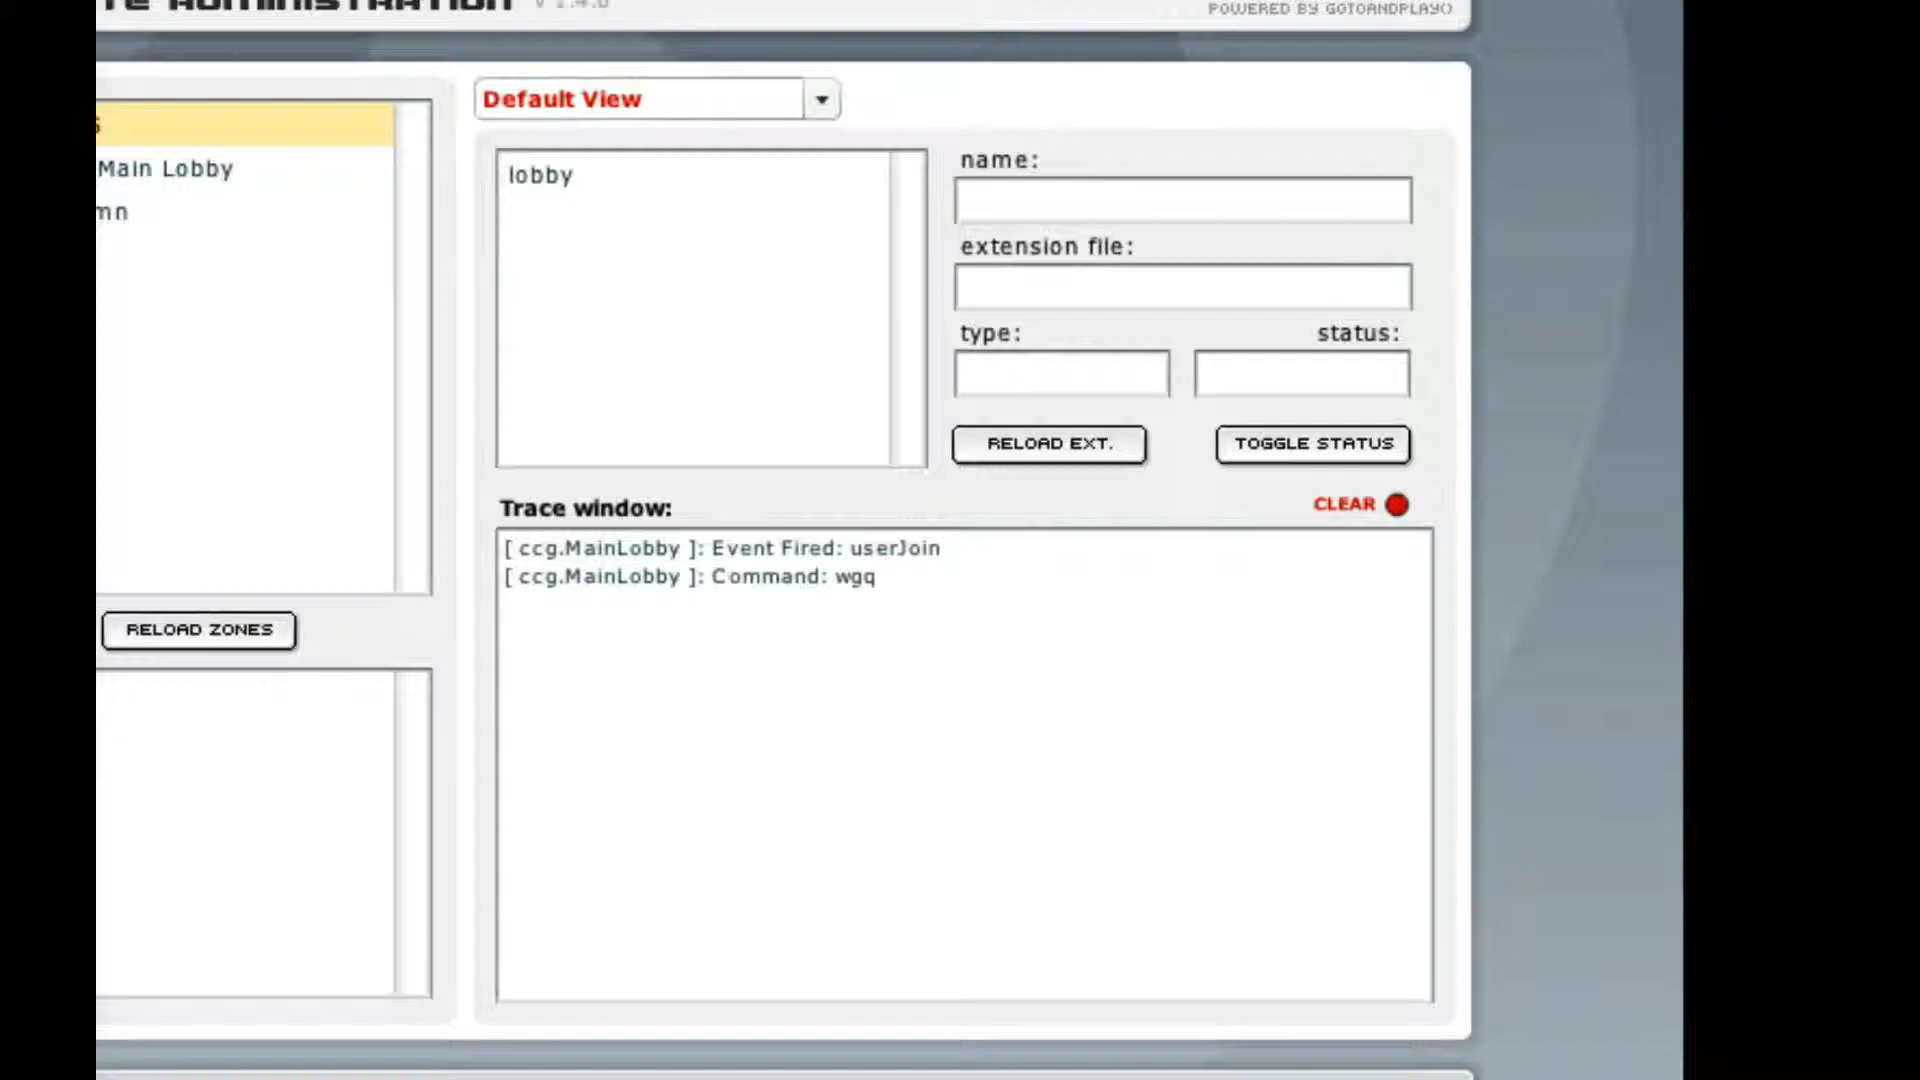 ADMINISTRATION
POWERED BY GOTOANDPLAY()
Default View
Main Lobby
lobby
name:
extension file:
type:
status:
RELOAD EXT.
TOGGLE STATUS
Trace window:
CLEAR
[ ccg.MainLobby ]: Event Fired: userJoin
[ ccg.MainLobby ]: Command: wgq
RELOAD ZONES